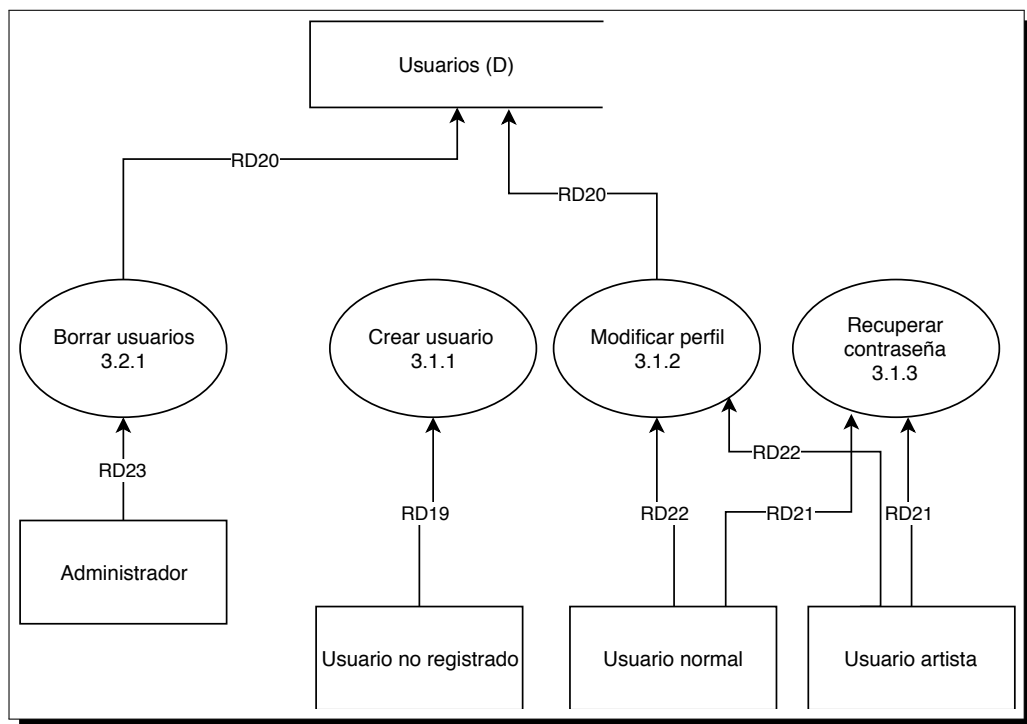 Usuarios (D)
RD20
RD20
Borrar usuarios
3.2.1
Crear usuario
3.1.1
Modificar perfil
3.1.2
Recuperar
contraseña
3.1.3
RD22
RD23
RD19
RD22
RD21
RD21
Administrador
Usuario no registrado
Usuario normal
Usuario artista